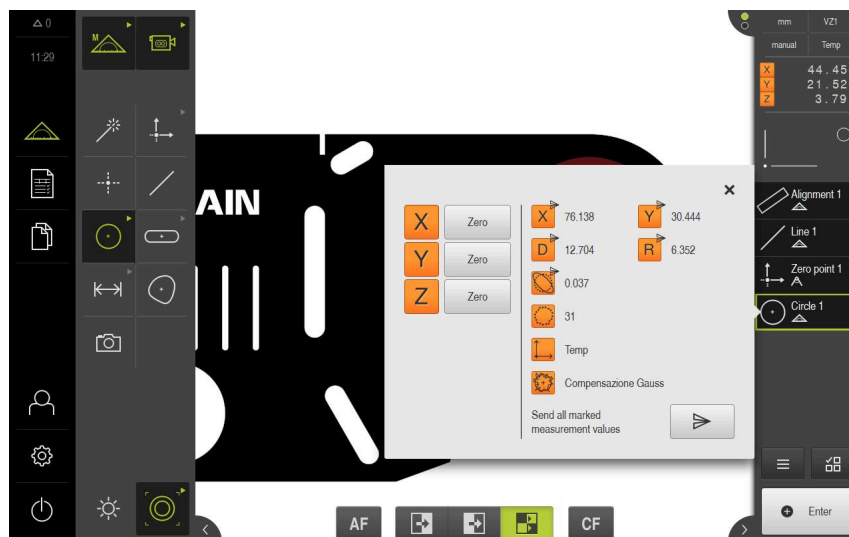 0
11:29
M
AIN
X Zero
Y Zero
Z Zero
X 76.138 Y 30.444
D 12.704 R 6.352
0.037
31
Temp
Compensazione Gauss
Send all marked
measurement values
AF
CF
mm VZ1
manual Temp
X 44.45
Y 21.52
Z 3.79
Alignment 1
Line 1
Zero point 1
Circle 1
Enter